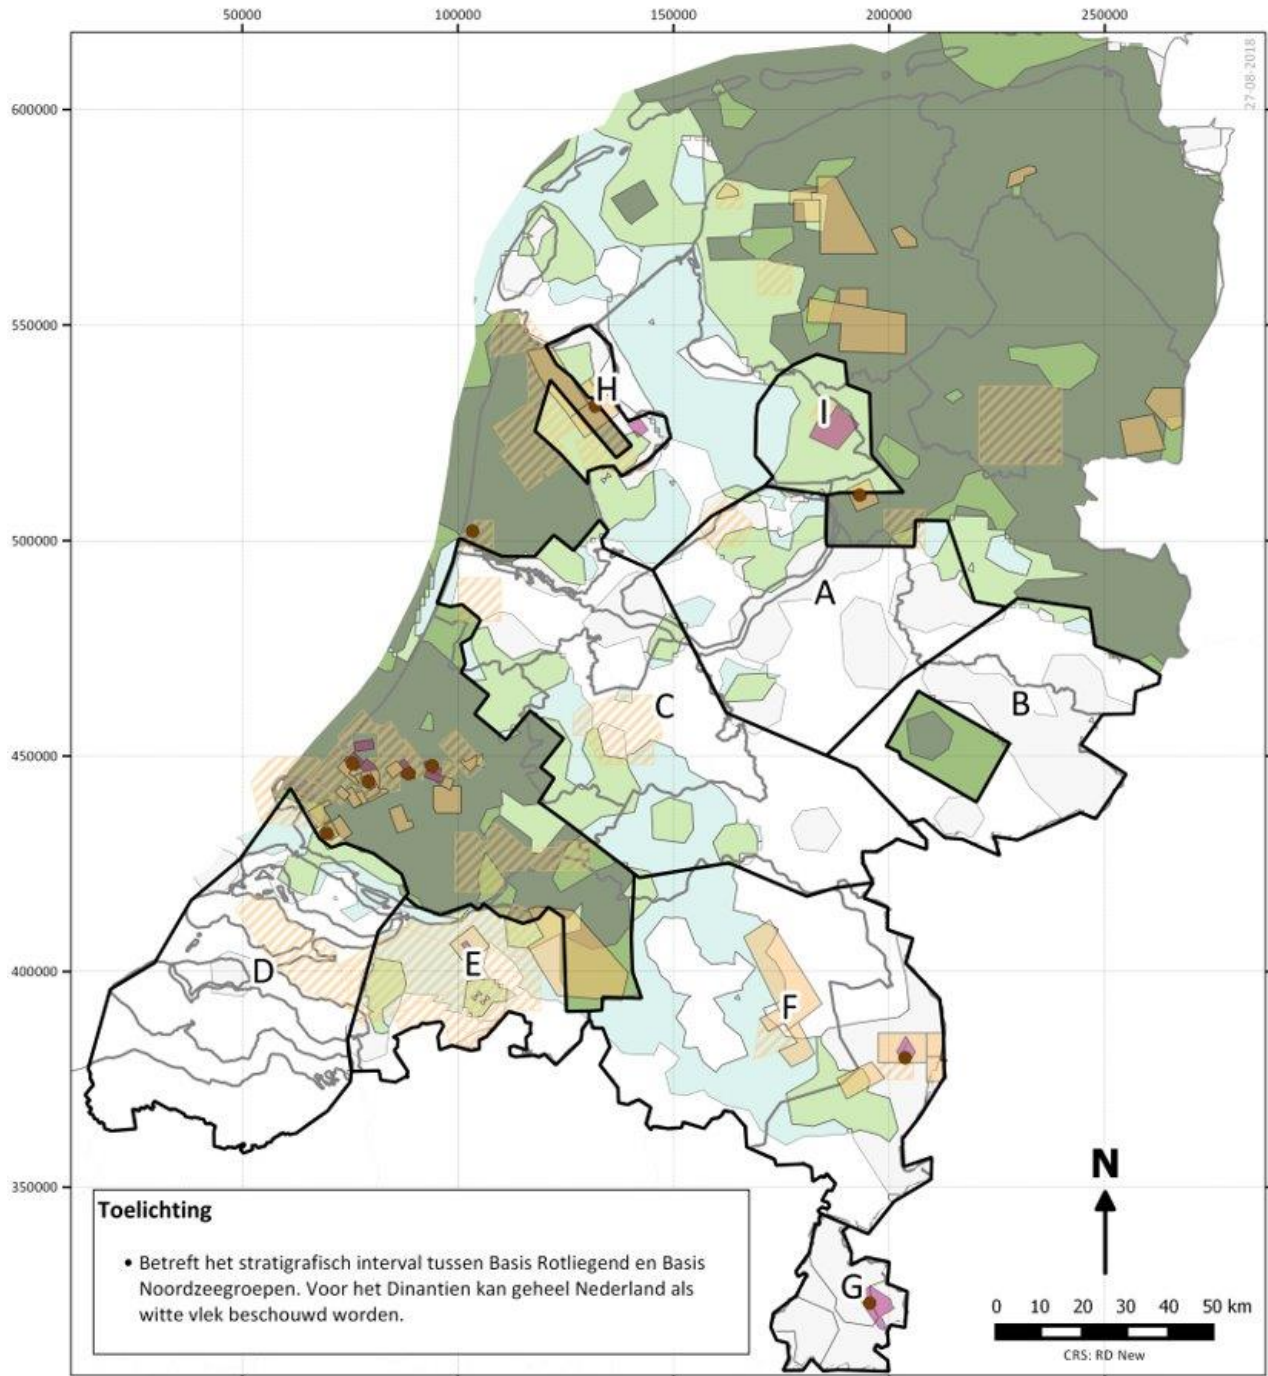 50000
100000
150000
200000
250000
27-08-2018
600000
550000
500000
450000
400000
350000
H
I
A
B
C
D
E
F
G
Toelichting
• Betreft het stratigrafisch interval tussen Basis Rotliegend en Basis
Noordzeegroepen. Voor het Dinantien kan geheel Nederland als
witte vlek beschouwd worden.
N
0 10 20 30 40 50 km
CRS: RD New